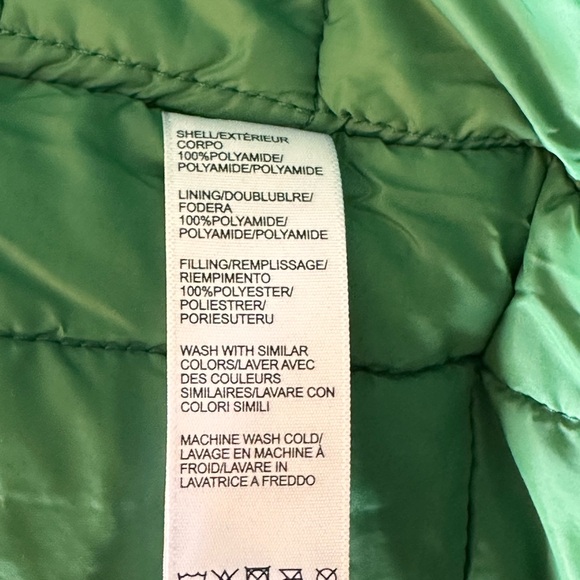 SHELL/EXTÉRIEUR
CORPO
100%POLYAMIDE/
POLYAMIDE/POLYAMIDE
LINING/DOUBLUBLRE/
FODERA
100%POLYAMIDE/
POLYAMIDE/POLYAMIDE
FILLING/REMPLISSAGE/
RIEMPIMENTO
100%POLYESTER/
POLIESTRER/
PORIESUTERU
WASH WITH SIMILAR
COLORS/LAVER AVEC
DES COULEURS
SIMILAIRES/LAVARE CON
COLORI SIMILI
MACHINE WASH COLD/
LAVAGE EN MACHINE À
FROID/LAVARE IN
LAVATRICE A FREDDO